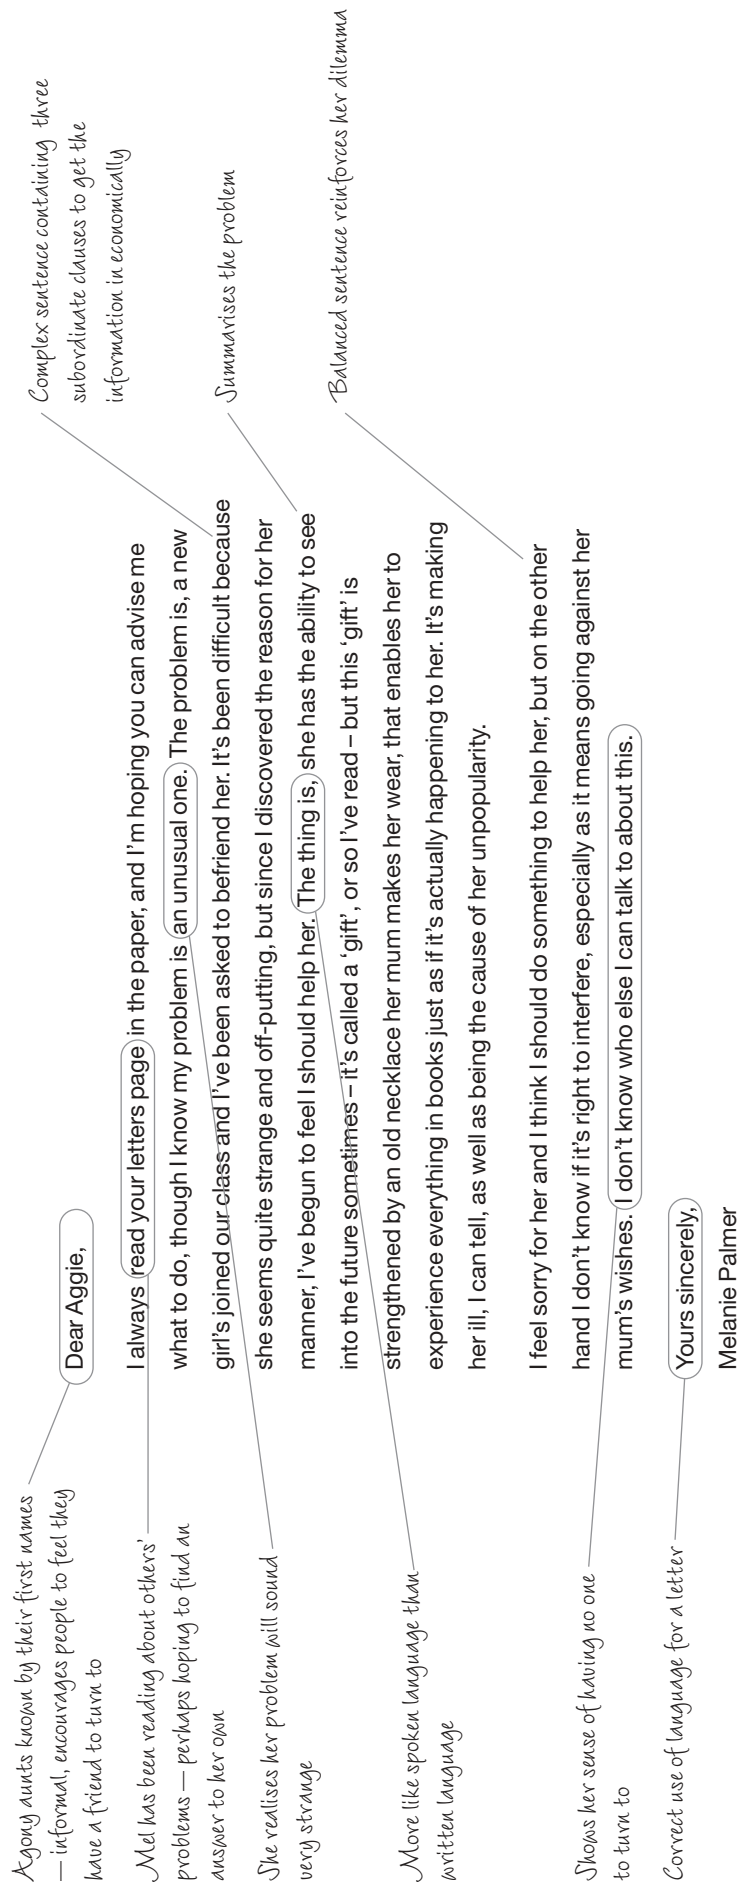 Agony aunts known by their first names
— informal, encourages people to feel they
have a friend to turn to
Mel has been reading about others'
problems — perhaps hoping to find an
answer to her own
She realises her problem will sound
very strange
More like spoken language than
written language
Shows her sense of having no one
to turn to
Correct use of language for a letter
Dear Aggie,
I always read your letters page in the paper, and I'm hoping you can advise me
what to do, though I know my problem is an unusual one. The problem is, a new
girl's joined our class and I've been asked to befriend her. It's been difficult because
she seems quite strange and off-putting, but since I discovered the reason for her
manner, I've begun to feel I should help her. The thing is, she has the ability to see
into the future sometimes – it's called a 'gift', or so I've read – but this 'gift' is
strengthened by an old necklace her mum makes her wear, that enables her to
experience everything in books just as if it's actually happening to her. It's making
her ill, I can tell, as well as being the cause of her unpopularity.
I feel sorry for her and I think I should do something to help her, but on the other
hand I don't know if it's right to interfere, especially as it means going against her
mum's wishes. I don't know who else I can talk to about this.
Yours sincerely,
Melanie Palmer
Complex sentence containing three
subordinate clauses to get the
information in economically
Summarises the problem
Balanced sentence reinforces her dilemma